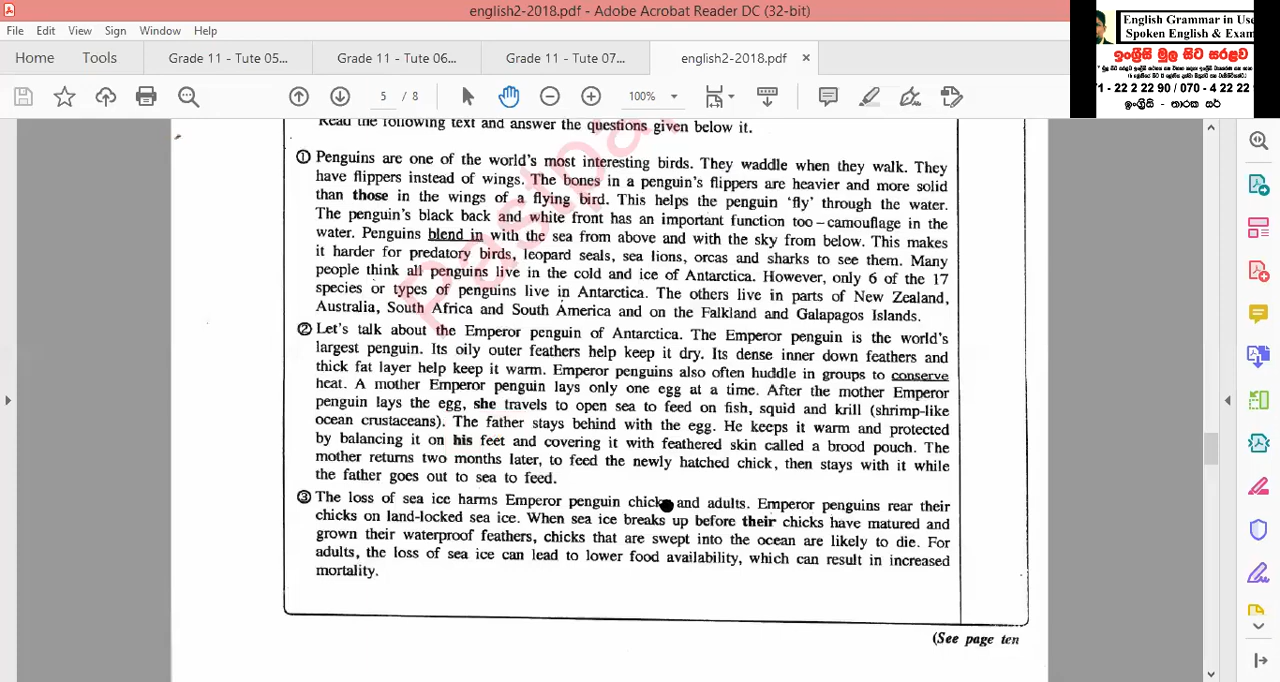 english2-2018.pdf - Adobe Acrobat Reader DC (32-bit)
File Edit View Sign Window Help
Home Tools Grade 11 - Tute 05... Grade 11 - Tute 06... Grade 11 - Tute 07... english2-2018.pdf ×
5 / 8 100%
English Grammar in Use
Spoken English & Exam
ඉංග්‍රීසි මුල සිට සරළව
71 - 22 2 22 90 / 070 - 4 22 22
ඉංග්‍රීසි - තාරක සර්
Read the following text and answer the questions given below it.
Pastpa
① Penguins are one of the world's most interesting birds. They waddle when they walk. They
have flippers instead of wings. The bones in a penguin's flippers are heavier and more solid
than those in the wings of a flying bird. This helps the penguin 'fly' through the water.
The penguin's black back and white front has an important function too – camouflage in the
water. Penguins blend in with the sea from above and with the sky from below. This makes
it harder for predatory birds, leopard seals, sea lions, orcas and sharks to see them. Many
people think all penguins live in the cold and ice of Antarctica. However, only 6 of the 17
species or types of penguins live in Antarctica. The others live in parts of New Zealand,
Australia, South Africa and South America and on the Falkland and Galapagos Islands.
② Let's talk about the Emperor penguin of Antarctica. The Emperor penguin is the world's
largest penguin. Its oily outer feathers help keep it dry. Its dense inner down feathers and
thick fat layer help keep it warm. Emperor penguins also often huddle in groups to conserve
heat. A mother Emperor penguin lays only one egg at a time. After the mother Emperor
penguin lays the egg, she travels to open sea to feed on fish, squid and krill (shrimp-like
ocean crustaceans). The father stays behind with the egg. He keeps it warm and protected
by balancing it on his feet and covering it with feathered skin called a brood pouch. The
mother returns two months later, to feed the newly hatched chick, then stays with it while
the father goes out to sea to feed.
③ The loss of sea ice harms Emperor penguin chicks and adults. Emperor penguins rear their
chicks on land-locked sea ice. When sea ice breaks up before their chicks have matured and
grown their waterproof feathers, chicks that are swept into the ocean are likely to die. For
adults, the loss of sea ice can lead to lower food availability, which can result in increased
mortality.
(See page ten